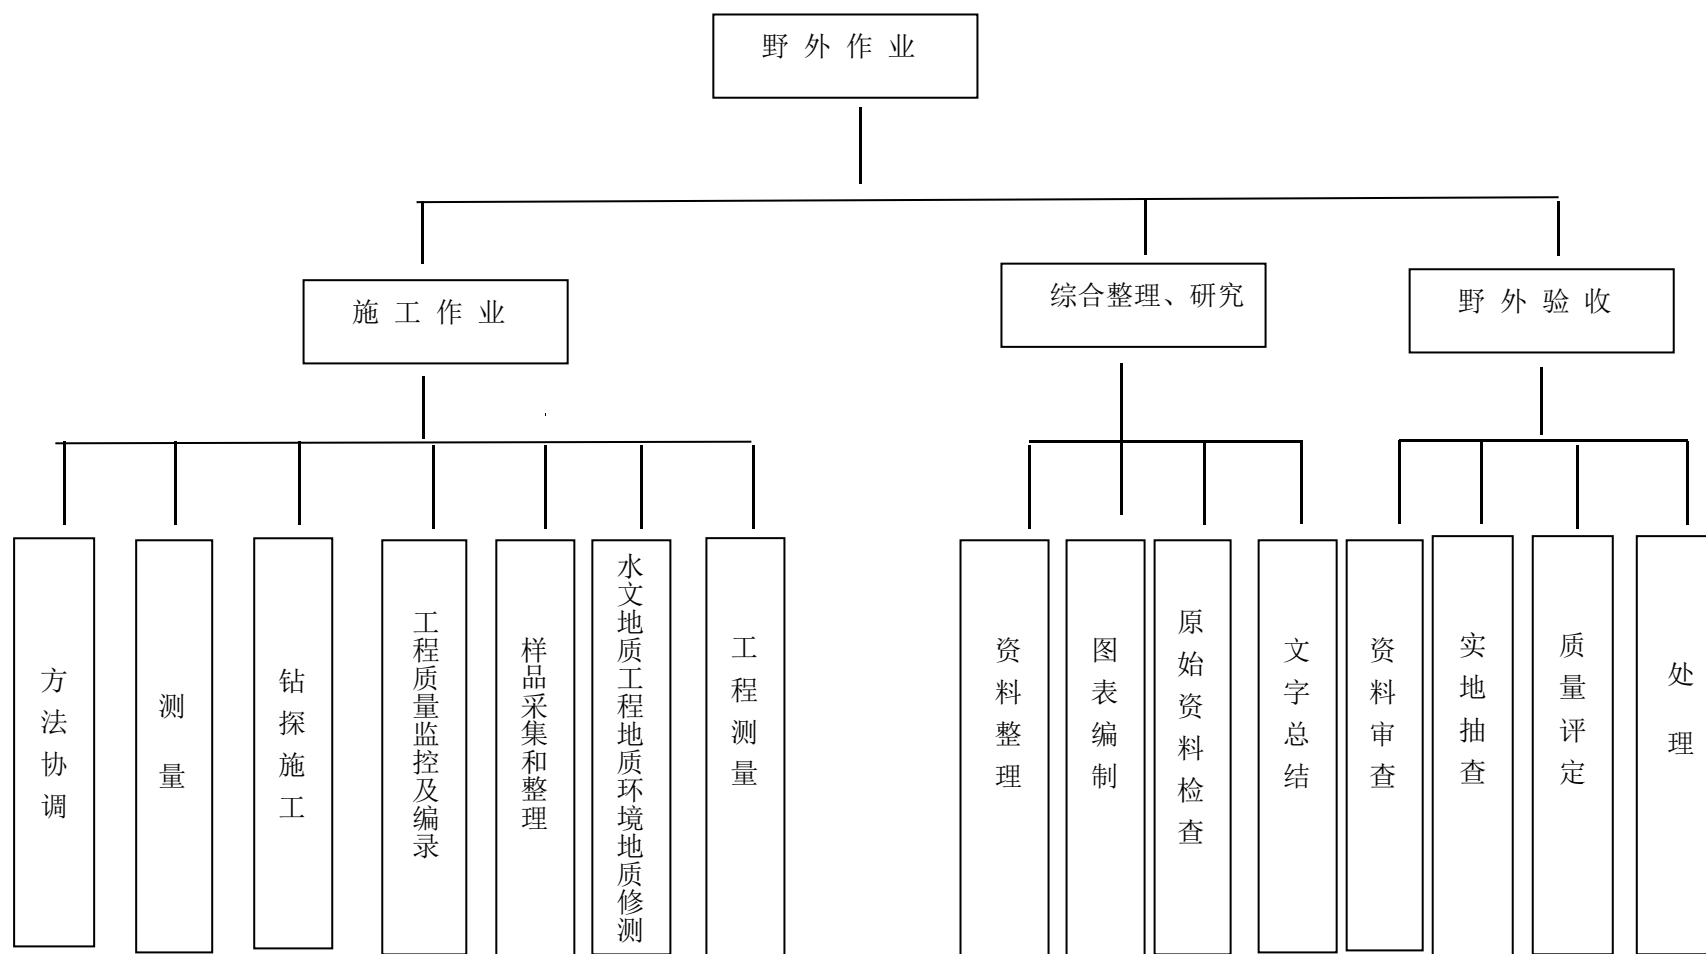 野外作业
施工作业
综合整理、研究
野外验收
方法协调
测量
钻探施工
工程质量监控及编录
样品采集和整理
水文地质工程地质环境地质修测
工程测量
资料整理
图表编制
原始资料检查
文字总结
资料审查
实地抽查
质量评定
处理